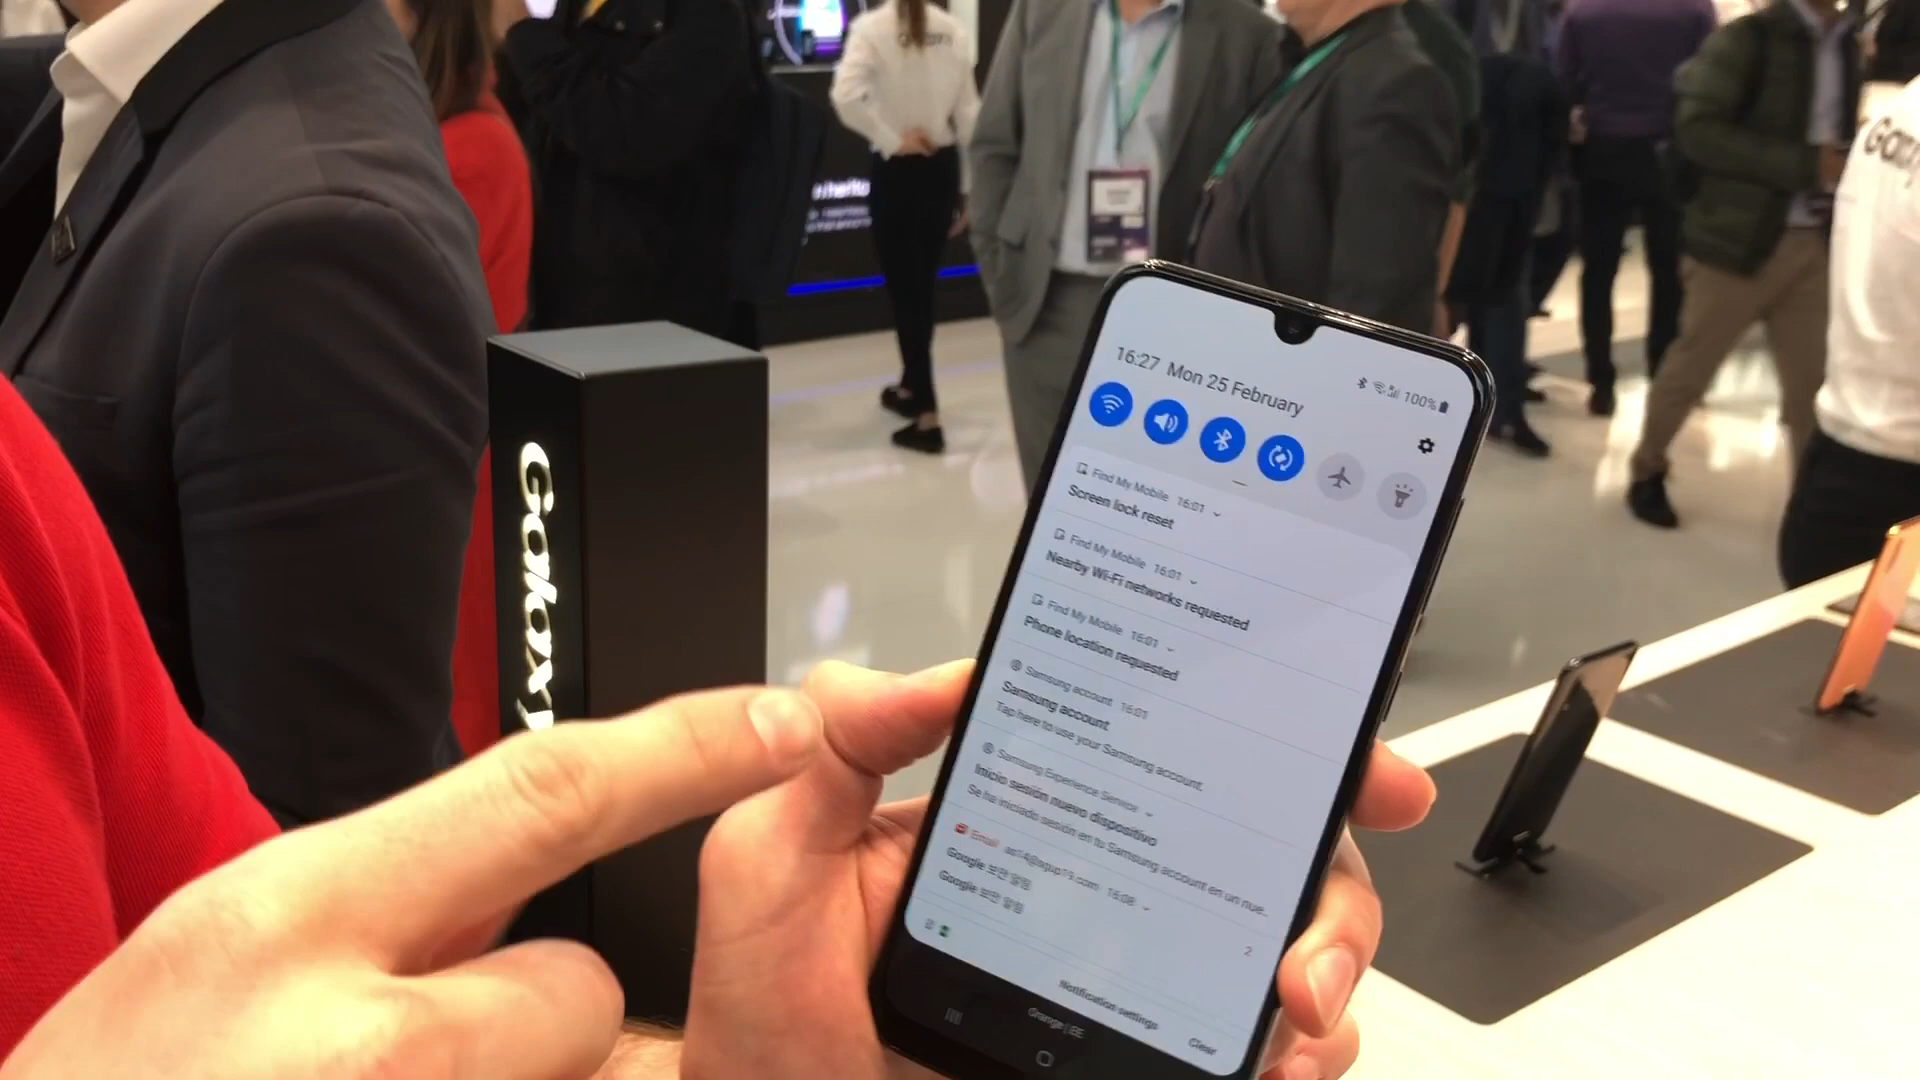 Galaxy
16:27 Mon 25 February
100%
Find My Mobile 16:01
Screen lock reset
Find My Mobile 16:01
Nearby Wi-Fi networks requested
Find My Mobile 16:01
Phone location requested
Samsung account 16:01
Samsung account
Tap here to use your Samsung account.
Samsung Experience Service
Inicio sesión nuevo dispositivo
Se ha iniciado sesión en tu Samsung account en un nue...
Email 16:08
Google 보안 알림
Google 보안 알림
2
Notification settings
Clear
Orange | EE